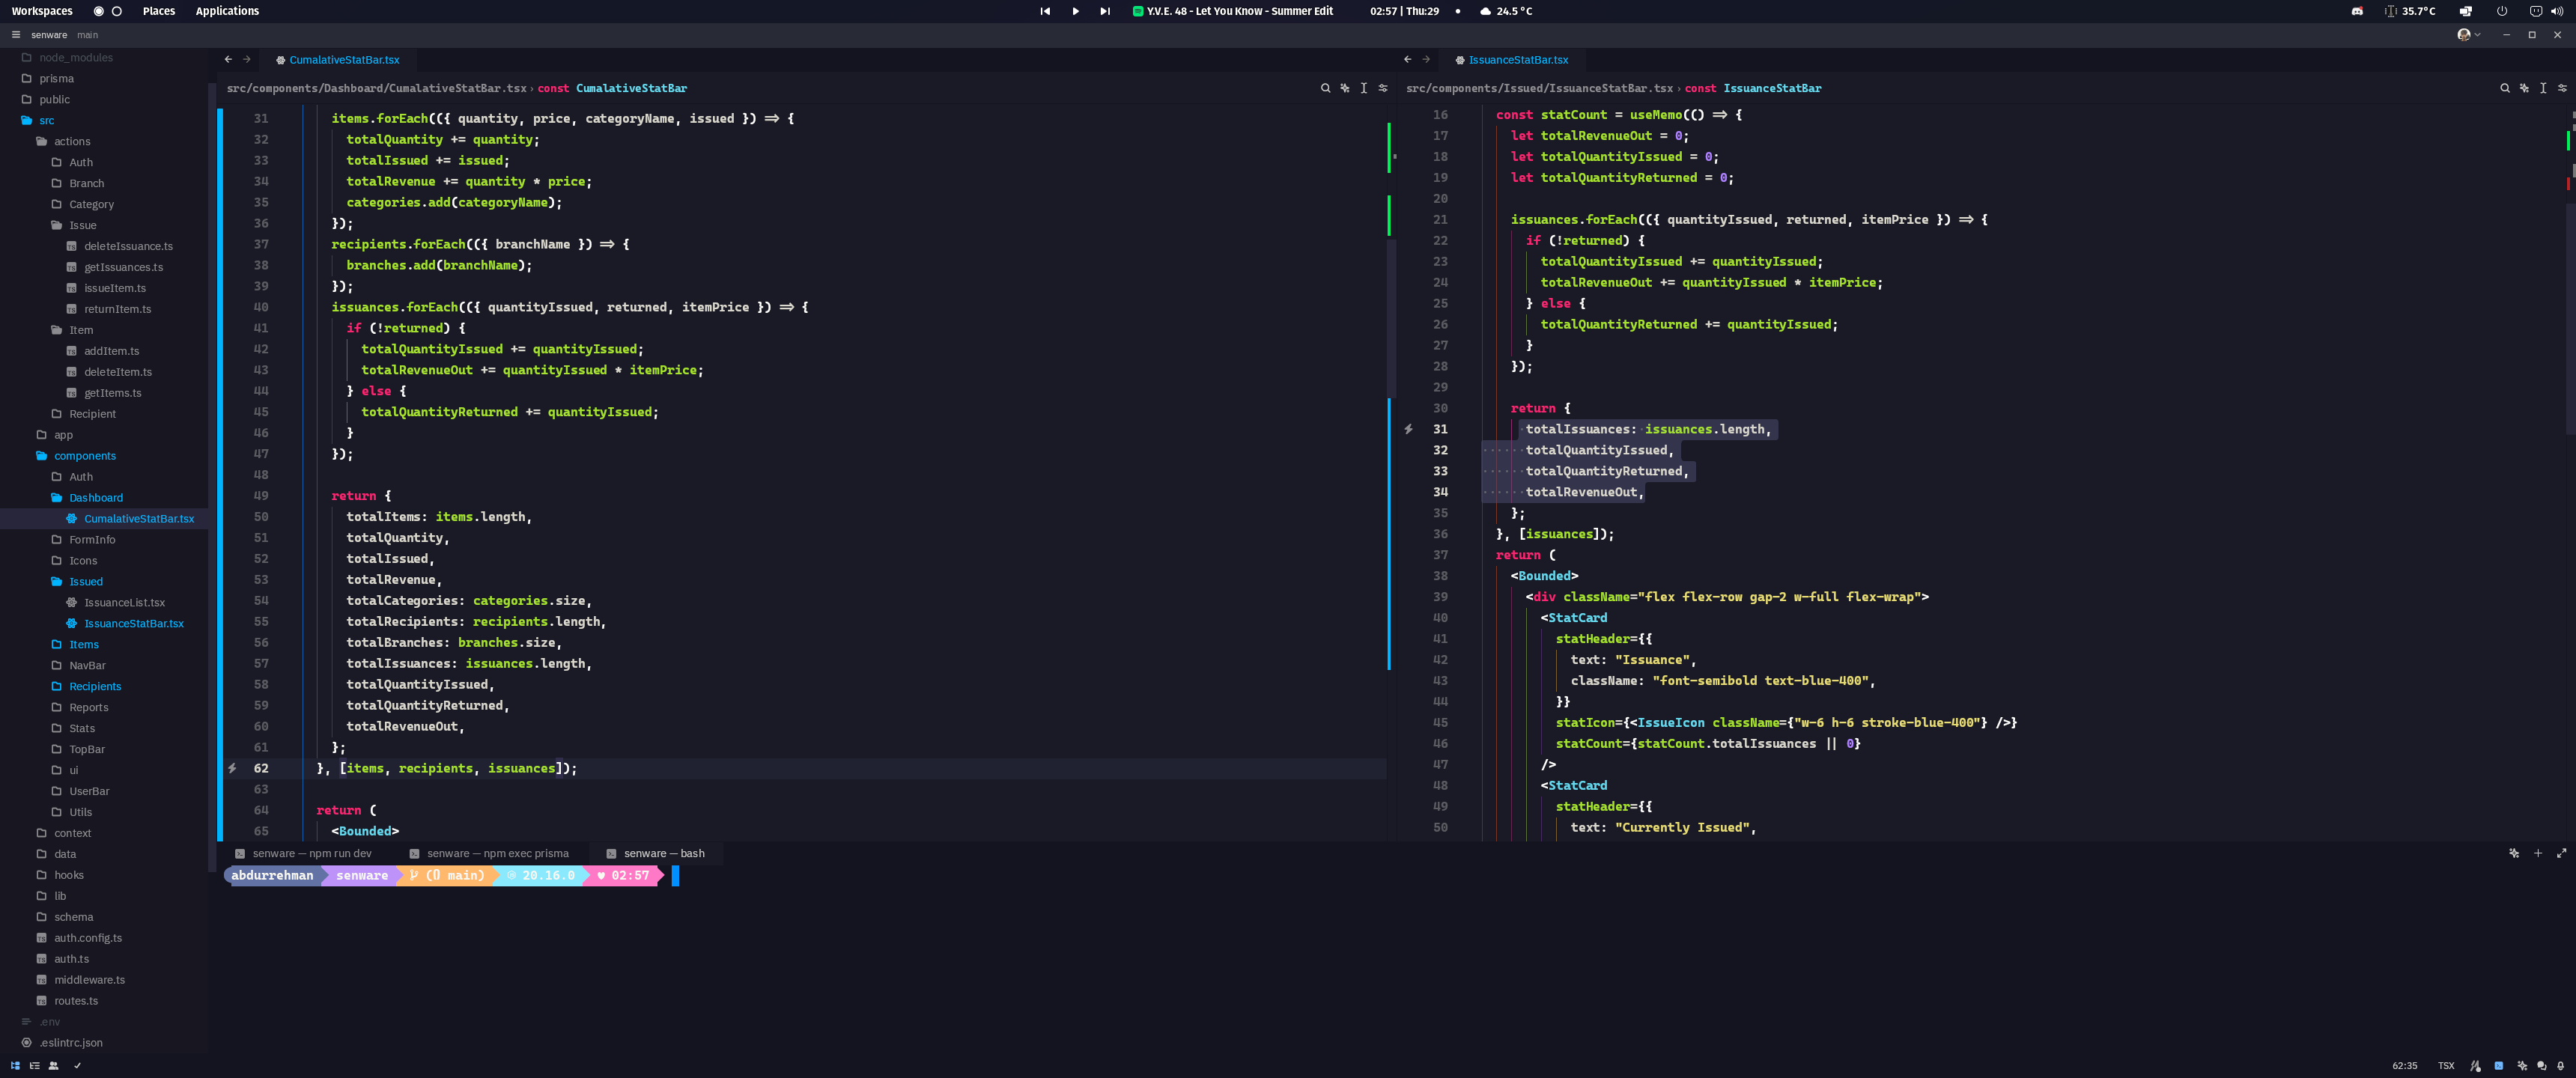 Workspaces Places Applications Y.V.E. 48 - Let You Know - Summer Edit 02:57 | Thu:29 24.5 °C 35.7°C
senware main
node_modules
prisma
public
src
actions
Auth
Branch
Category
Issue
deleteIssuance.ts
getIssuances.ts
issueItem.ts
returnItem.ts
Item
addItem.ts
deleteItem.ts
getItems.ts
Recipient
app
components
Auth
Dashboard
CumalativeStatBar.tsx
FormInfo
Icons
Issued
IssuanceList.tsx
IssuanceStatBar.tsx
Items
NavBar
Recipients
Reports
Stats
TopBar
ui
UserBar
Utils
context
data
hooks
lib
schema
auth.config.ts
auth.ts
middleware.ts
routes.ts
.env
.eslintrc.json
CumalativeStatBar.tsx
src/components/Dashboard/CumalativeStatBar.tsx › const CumalativeStatBar
31 items.forEach(({ quantity, price, categoryName, issued }) => {
32 totalQuantity += quantity;
33 totalIssued += issued;
34 totalRevenue += quantity * price;
35 categories.add(categoryName);
36 });
37 recipients.forEach(({ branchName }) => {
38 branches.add(branchName);
39 });
40 issuances.forEach(({ quantityIssued, returned, itemPrice }) => {
41 if (!returned) {
42 totalQuantityIssued += quantityIssued;
43 totalRevenueOut += quantityIssued * itemPrice;
44 } else {
45 totalQuantityReturned += quantityIssued;
46 }
47 });
48
49 return {
50 totalItems: items.length,
51 totalQuantity,
52 totalIssued,
53 totalRevenue,
54 totalCategories: categories.size,
55 totalRecipients: recipients.length,
56 totalBranches: branches.size,
57 totalIssuances: issuances.length,
58 totalQuantityIssued,
59 totalQuantityReturned,
60 totalRevenueOut,
61 };
62 }, [items, recipients, issuances]);
63
64 return (
65 <Bounded>
IssuanceStatBar.tsx
src/components/Issued/IssuanceStatBar.tsx › const IssuanceStatBar
16 const statCount = useMemo(() => {
17 let totalRevenueOut = 0;
18 let totalQuantityIssued = 0;
19 let totalQuantityReturned = 0;
20
21 issuances.forEach(({ quantityIssued, returned, itemPrice }) => {
22 if (!returned) {
23 totalQuantityIssued += quantityIssued;
24 totalRevenueOut += quantityIssued * itemPrice;
25 } else {
26 totalQuantityReturned += quantityIssued;
27 }
28 });
29
30 return {
31 totalIssuances: issuances.length,
32 totalQuantityIssued,
33 totalQuantityReturned,
34 totalRevenueOut,
35 };
36 }, [issuances]);
37 return (
38 <Bounded>
39 <div className="flex flex-row gap-2 w-full flex-wrap">
40 <StatCard
41 statHeader={{
42 text: "Issuance",
43 className: "font-semibold text-blue-400",
44 }}
45 statIcon={<IssueIcon className={"w-6 h-6 stroke-blue-400"} />}
46 statCount={statCount.totalIssuances || 0}
47 />
48 <StatCard
49 statHeader={{
50 text: "Currently Issued",
senware — npm run dev senware — npm exec prisma senware — bash
abdurrehman senware (() main) 20.16.0 ♥ 02:57
62:35 TSX